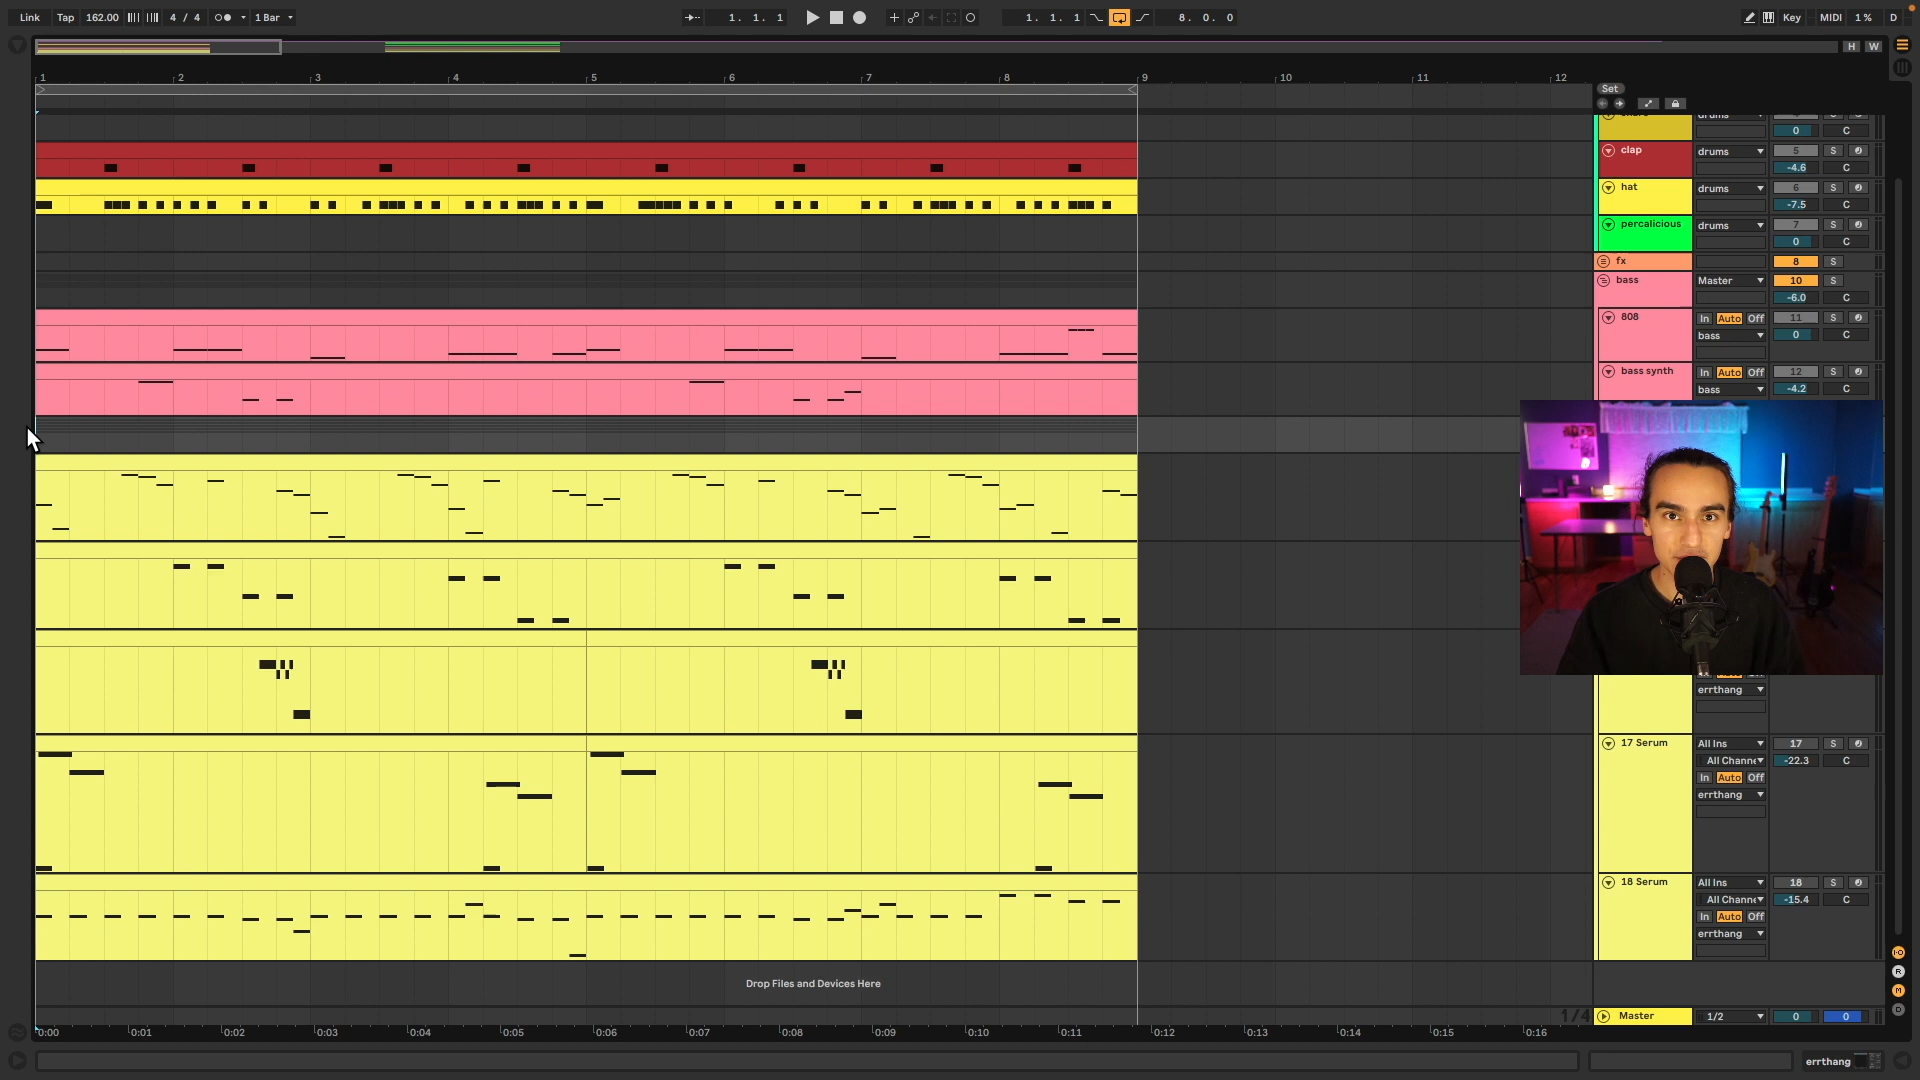 Link Tap 162.00 4 / 4 1 Bar 1. 1. 1 1. 1. 1 8. 0. 0 Key MIDI 1 % D
H W
1 2 3 4 5 6 7 8 9 10 11 12
Set
drums 0 C
clap drums 5 S
-4.6 C
hat drums 6 S
-7.5 C
percalicious drums 7 S
0 C
fx 8 S
bass Master 10 S
-6.0 C
808 In Auto Off 11 S
bass 0 C
bass synth In Auto Off 12 S
bass -4.2 C
errthang
17 Serum All Ins 17 S
All Channe -22.3 C
In Auto Off
errthang
18 Serum All Ins 18 S
All Channe -15.4 C
In Auto Off
errthang
Drop Files and Devices Here
1/4 Master 1/2 0 0
0:00 0:01 0:02 0:03 0:04 0:05 0:06 0:07 0:08 0:09 0:10 0:11 0:12 0:13 0:14 0:15 0:16
I·O
R
M
D
errthang